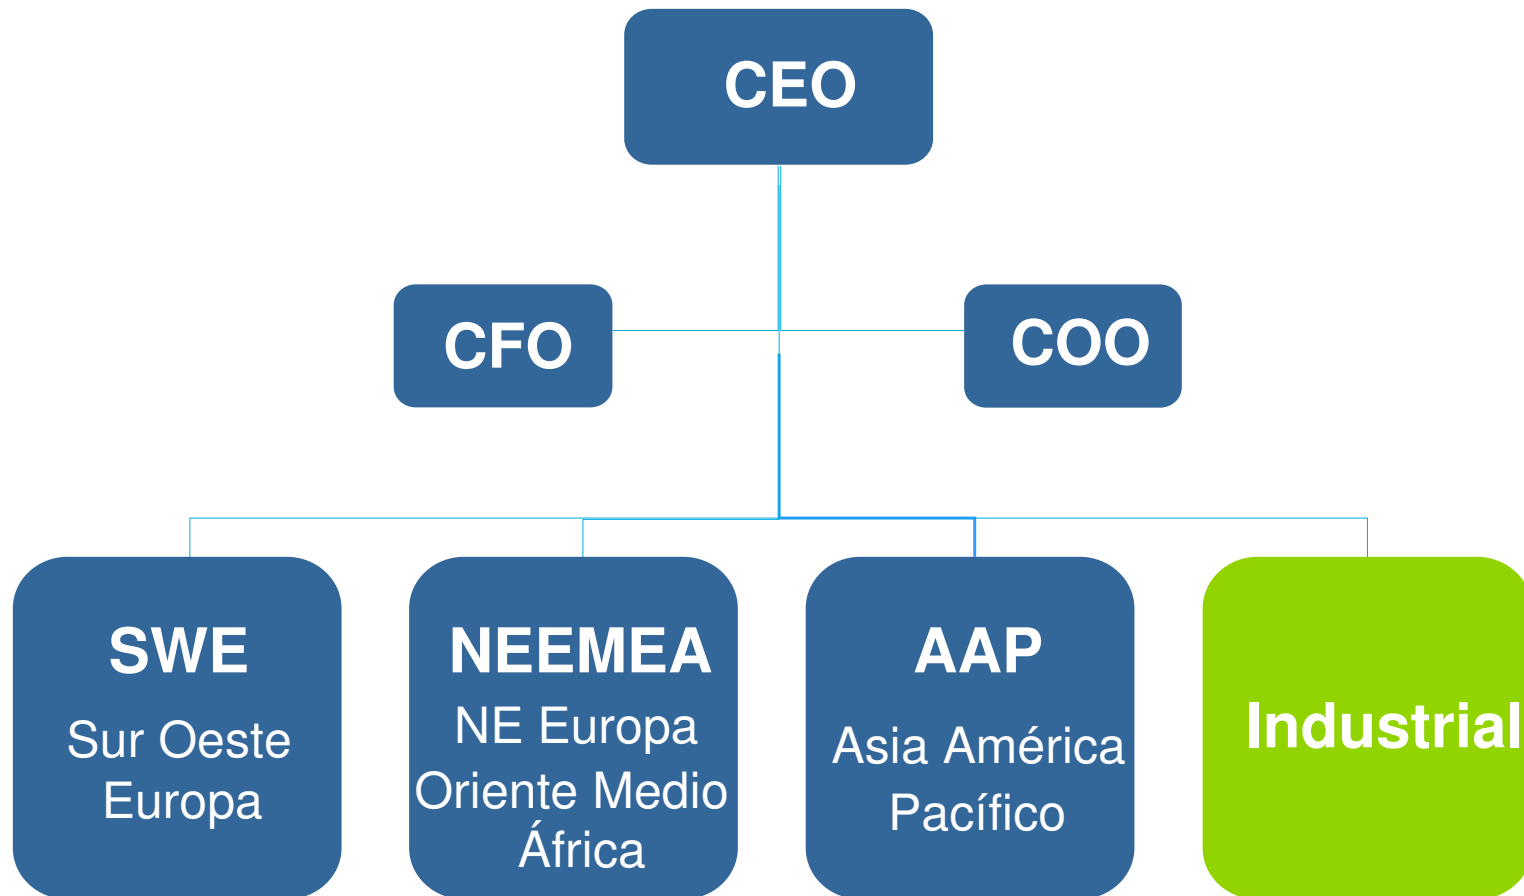 CEO
CFO
COO
SWE
Sur Oeste
Europa
NEEMEA
NE Europa
Oriente Medio
África
AAP
Asia América
Pacífico
Industrial